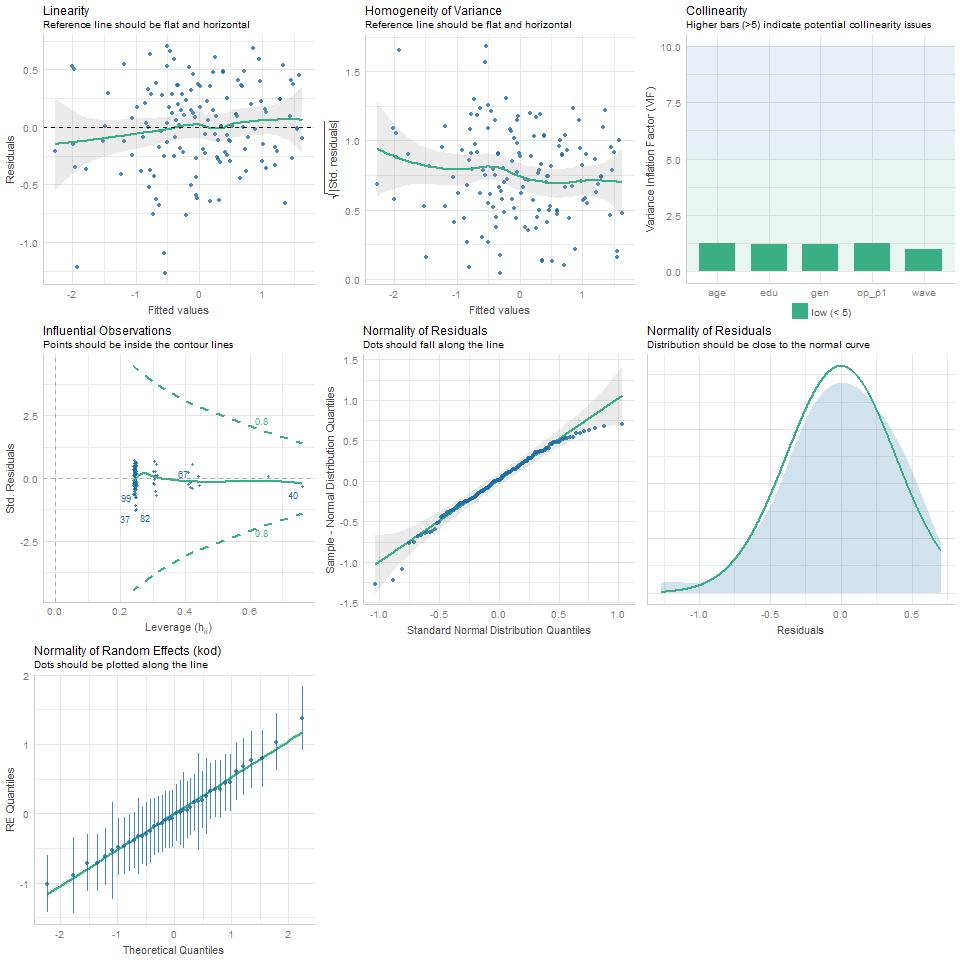 Linearity
Reference line should be flat and horizontal
Residuals
0.5
0.0
-0.5
-1.0
-2
-1
0
1
Fitted values
Homogeneity of Variance
Reference line should be flat and horizontal
√|Std. residuals|
1.5
1.0
0.5
0.0
-2
-1
0
1
Fitted values
Collinearity
Higher bars (>5) indicate potential collinearity issues
Variance Inflation Factor (VIF)
10.0
7.5
5.0
2.5
0.0
age
edu
gen
op_p1
wave
low (< 5)
Influential Observations
Points should be inside the contour lines
Std. Residuals
2.5
0.0
-2.5
0.8
67
99
40
37
82
0.8
0.0
0.2
0.4
0.6
Leverage (hii)
Normality of Residuals
Dots should fall along the line
Sample - Normal Distribution Quantiles
1.5
1.0
0.5
0.0
-0.5
-1.0
-1.5
-1.0
-0.5
0.0
0.5
1.0
Standard Normal Distribution Quantiles
Normality of Residuals
Distribution should be close to the normal curve
-1.0
-0.5
0.0
0.5
Residuals
Normality of Random Effects (kod)
Dots should be plotted along the line
RE Quantiles
2
1
0
-1
-2
-1
0
1
2
Theoretical Quantiles